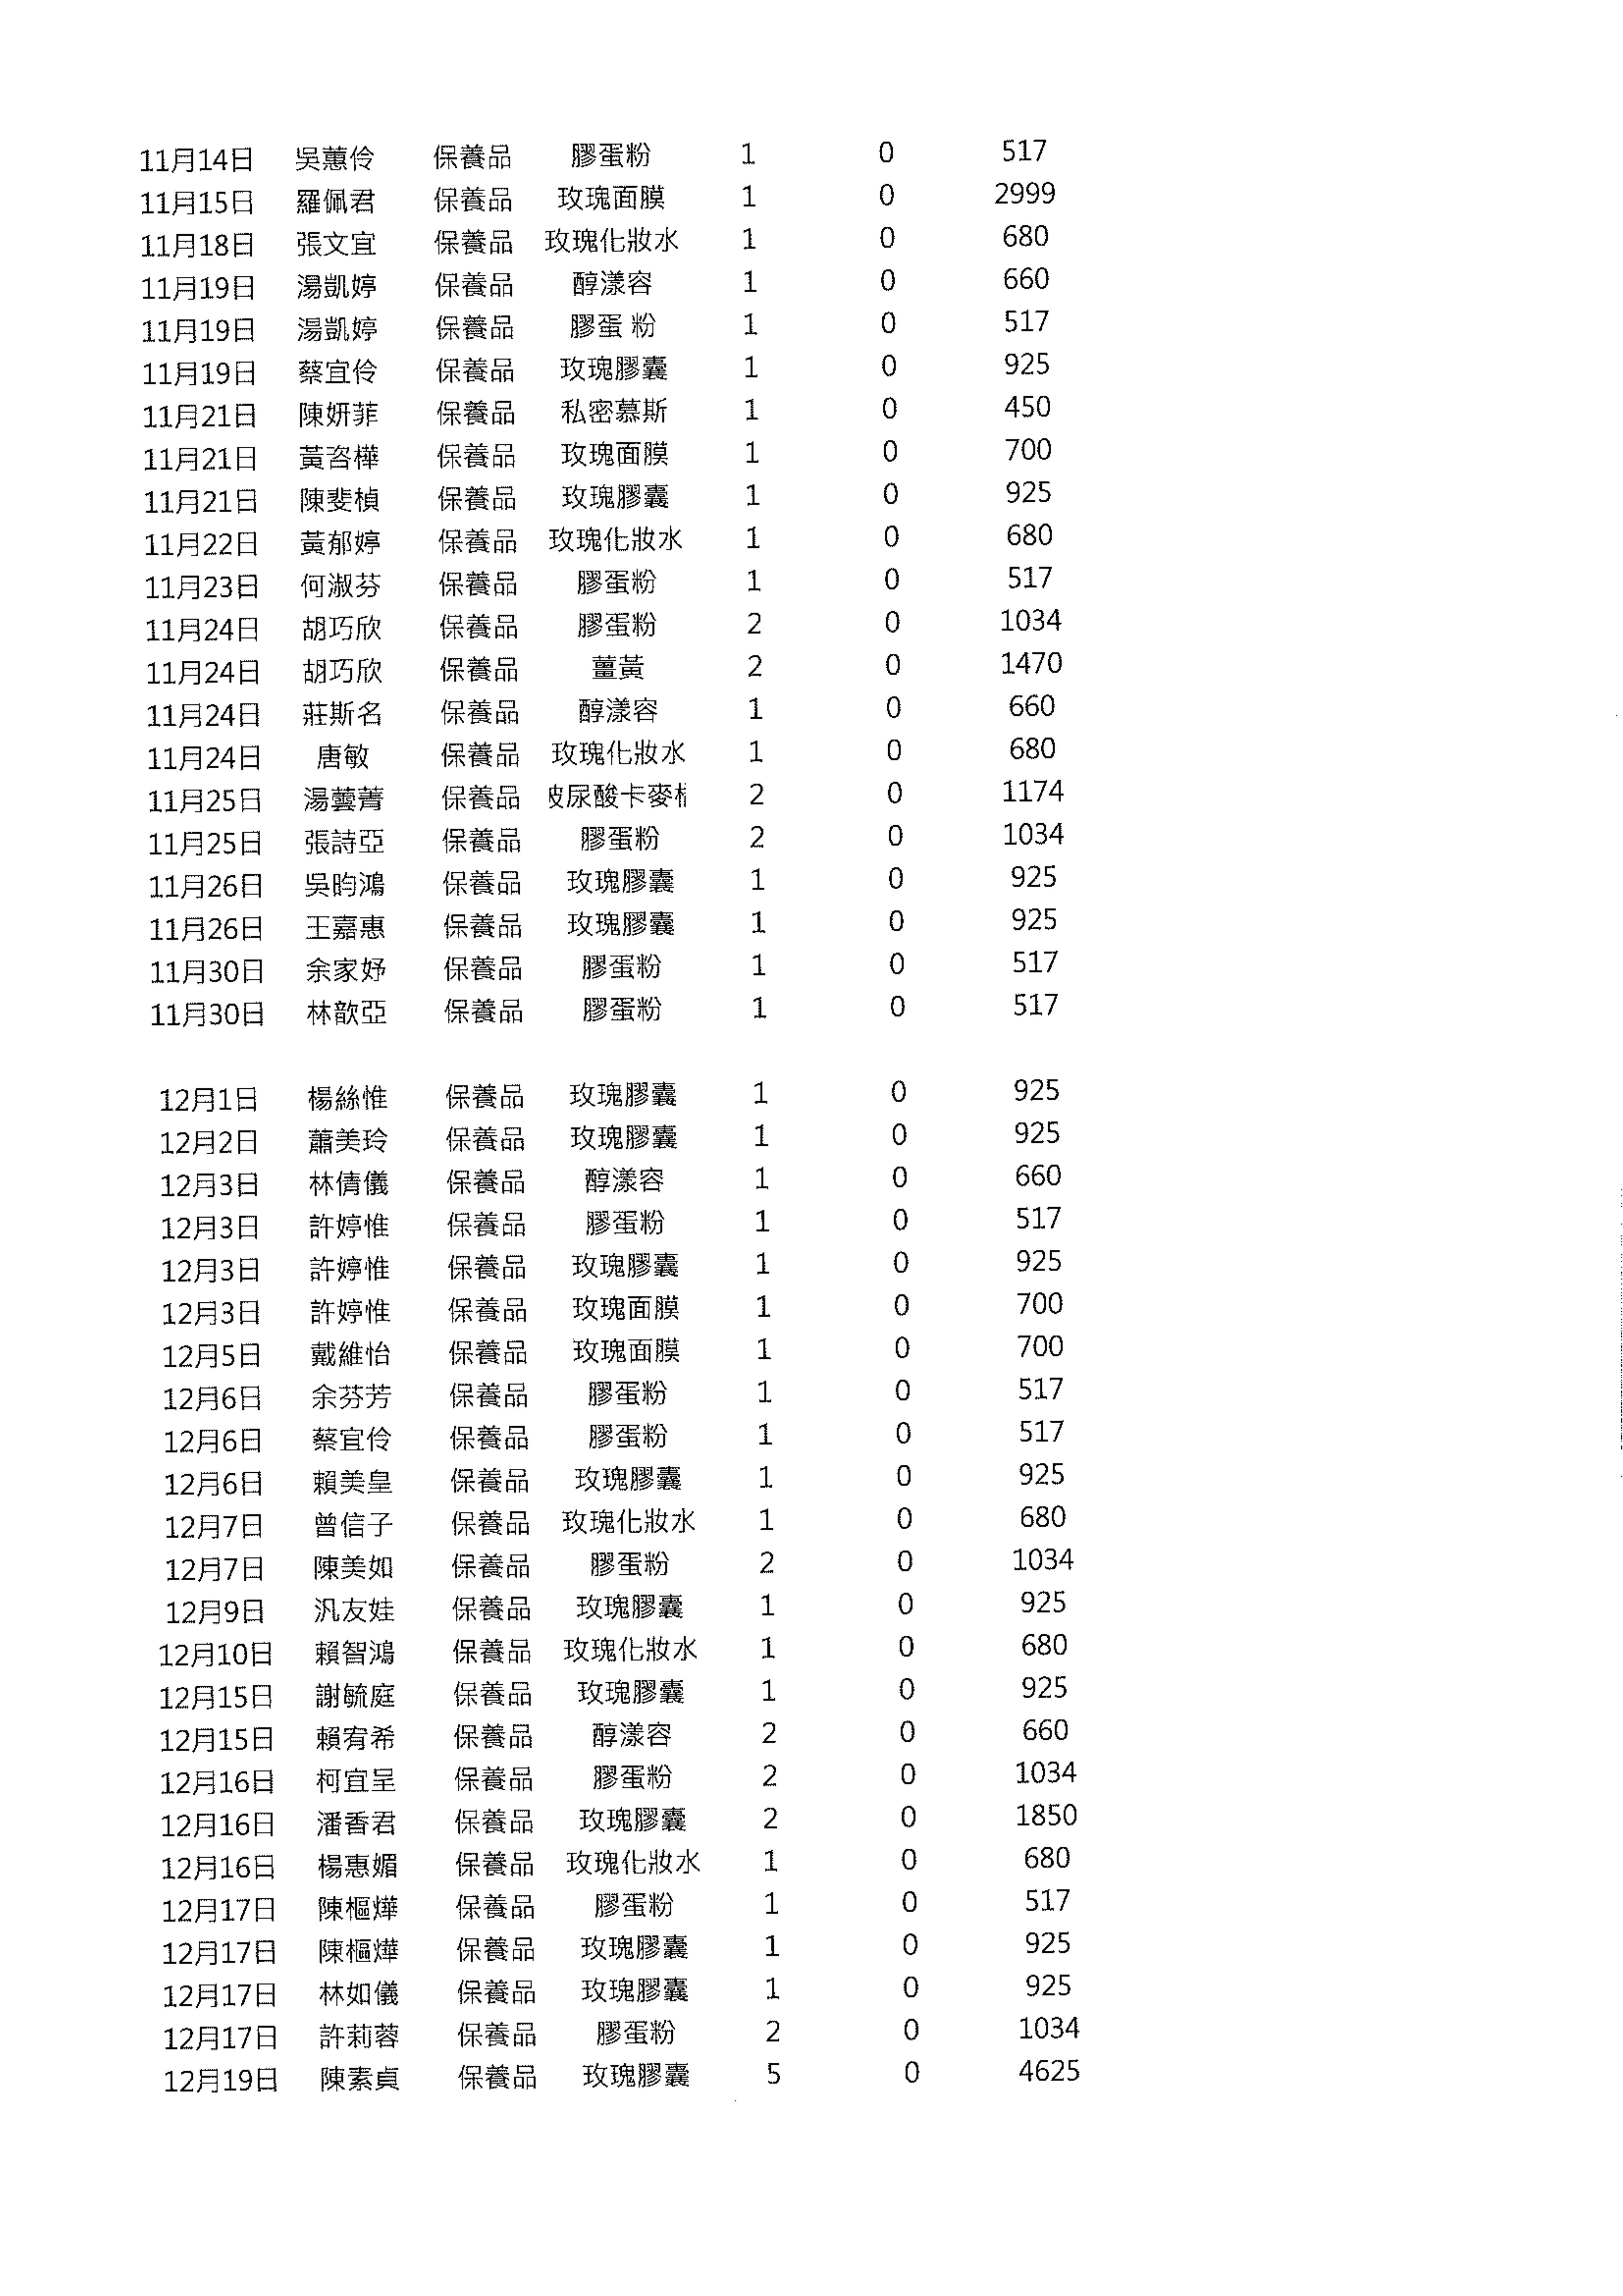 11月14日 吳蕙伶 保養品 膠蛋粉 1 0 517
11月15日 羅佩君 保養品 玫瑰面膜 1 0 2999
11月18日 張文宜 保養品 玫瑰化妝水 1 0 680
11月19日 湯凱婷 保養品 醇漾容 1 0 660
11月19日 湯凱婷 保養品 膠蛋 粉 1 0 517
11月19日 蔡宜伶 保養品 玫瑰膠囊 1 0 925
11月21日 陳妍菲 保養品 私密慕斯 1 0 450
11月21日 黃咨樺 保養品 玫瑰面膜 1 0 700
11月21日 陳斐楨 保養品 玫瑰膠囊 1 0 925
11月22日 黃郁婷 保養品 玫瑰化妝水 1 0 680
11月23日 何淑芬 保養品 膠蛋粉 1 0 517
11月24日 胡巧欣 保養品 膠蛋粉 2 0 1034
11月24日 胡巧欣 保養品 薑黃 2 0 1470
11月24日 莊斯名 保養品 醇漾容 1 0 660
11月24日 唐敏 保養品 玫瑰化妝水 1 0 680
11月25日 湯蕓菁 保養品 尿酸卡麥 2 0 1174
11月25日 張詩亞 保養品 膠蛋粉 2 0 1034
11月26日 吳昀鴻 保養品 玫瑰膠囊 1 0 925
11月26日 王嘉惠 保養品 玫瑰膠囊 1 0 925
11月30日 余家妤 保養品 膠蛋粉 1 0 517
11月30日 林歆亞 保養品 膠蛋粉 1 0 517
12月1日 楊絲惟 保養品 玫瑰膠囊 1 0 925
12月2日 蕭美玲 保養品 玫瑰膠囊 1 0 925
12月3日 林倩儀 保養品 醇漾容 1 0 660
12月3日 許婷惟 保養品 膠蛋粉 1 0 517
12月3日 許婷惟 保養品 玫瑰膠囊 1 0 925
12月3日 許婷惟 保養品 玫瑰面膜 1 0 700
12月5日 戴維怡 保養品 玫瑰面膜 1 0 700
12月6日 余芬芳 保養品 膠蛋粉 1 0 517
12月6日 蔡宜伶 保養品 膠蛋粉 1 0 517
12月6日 賴美皇 保養品 玫瑰膠囊 1 0 925
12月7日 曾信子 保養品 玫瑰化妝水 1 0 680
12月7日 陳美如 保養品 膠蛋粉 2 0 1034
12月9日 汎友娃 保養品 玫瑰膠囊 1 0 925
12月10日 賴智鴻 保養品 玫瑰化妝水 1 0 680
12月15日 謝毓庭 保養品 玫瑰膠囊 1 0 925
12月15日 賴宥希 保養品 醇漾容 2 0 660
12月16日 柯宜呈 保養品 膠蛋粉 2 0 1034
12月16日 潘香君 保養品 玫瑰膠囊 2 0 1850
12月16日 楊惠媚 保養品 玫瑰化妝水 1 0 680
12月17日 陳樞燁 保養品 膠蛋粉 1 0 517
12月17日 陳樞燁 保養品 玫瑰膠囊 1 0 925
12月17日 林如儀 保養品 玫瑰膠囊 1 0 925
12月17日 許莉蓉 保養品 膠蛋粉 2 0 1034
12月19日 陳素貞 保養品 玫瑰膠囊 5 0 4625